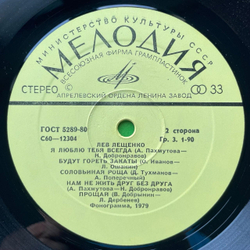 МИНИСТЕРСТВО КУЛЬТУРЫ СССР
МЕЛОДИЯ
ВСЕСОЮЗНАЯ ФИРМА ГРАМПЛАСТИНОК
СТЕРЕО
33
АПРЕЛЕВСКИЙ ОРДЕНА ЛЕНИНА ЗАВОД
ГОСТ 5289-80
2 сторона
С60—12304
Гр. 3. 1-90
ЛЕВ ЛЕЩЕНКО
Я ЛЮБЛЮ ТЕБЯ ВСЕГДА (А. Пахмутова—
Н. Добронравов)
БУДУТ ГОРЕТЬ ЗАКАТЫ (О. Иванов—
Л. Ошанин)
СОЛОВЬИНАЯ РОЩА (Д. Тухманов—
А. Поперечный)
НАМ НЕ ЖИТЬ ДРУГ БЕЗ ДРУГА
(А. Пахмутова—Н. Добронравов)
ПРОЩАЙ (В. Добрынин—
Л. Дербенев)
Фонограмма, 1979